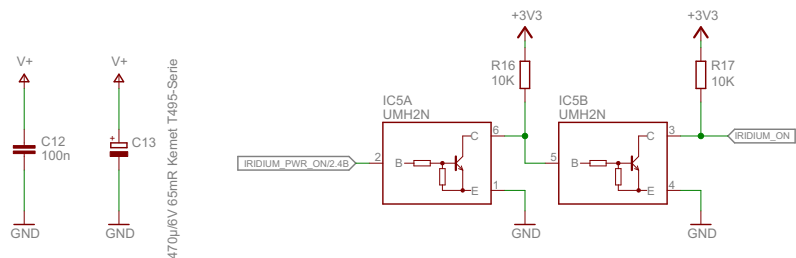 +3V3
+3V3
V+
V+
R16
10K
R17
10K
470µ/6V 65mR Kemet T495-Serie
IC5A
UMH2N
IC5B
UMH2N
C12
100n
+
C13
C
6
C
3
IRIDIUM_ON
IRIDIUM_PWR_ON/2.4B
2
B
5
B
E
1
E
4
GND
GND
GND
GND